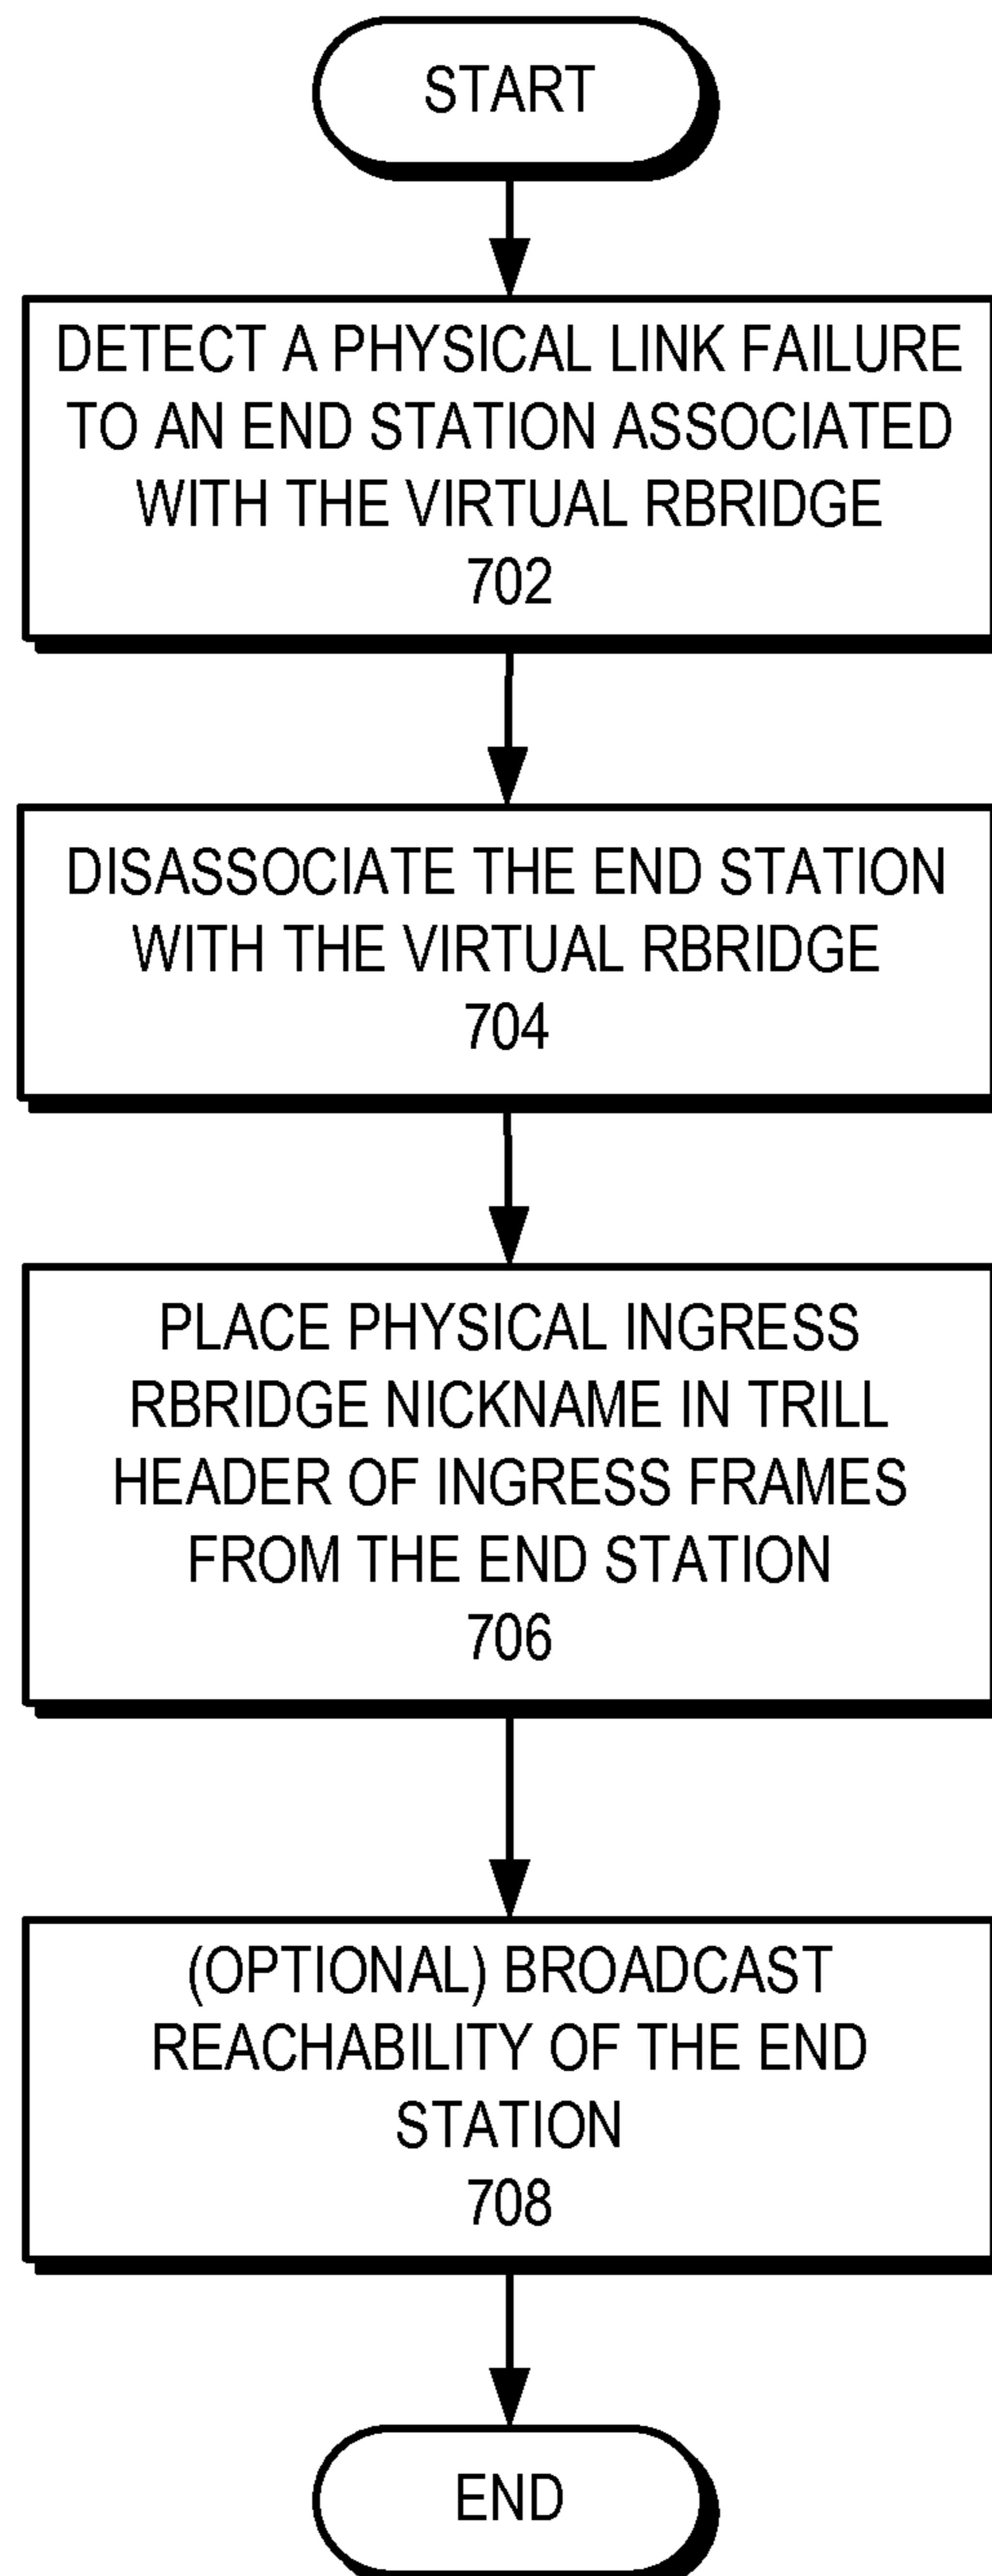 START
DETECT A PHYSICAL LINK FAILURE
TO AN END STATION ASSOCIATED
WITH THE VIRTUAL RBRIDGE
702
DISASSOCIATE THE END STATION
WITH THE VIRTUAL RBRIDGE
704
PLACE PHYSICAL INGRESS
RBRIDGE NICKNAME IN TRILL
HEADER OF INGRESS FRAMES
FROM THE END STATION
706
(OPTIONAL) BROADCAST
REACHABILITY OF THE END
STATION
708
END